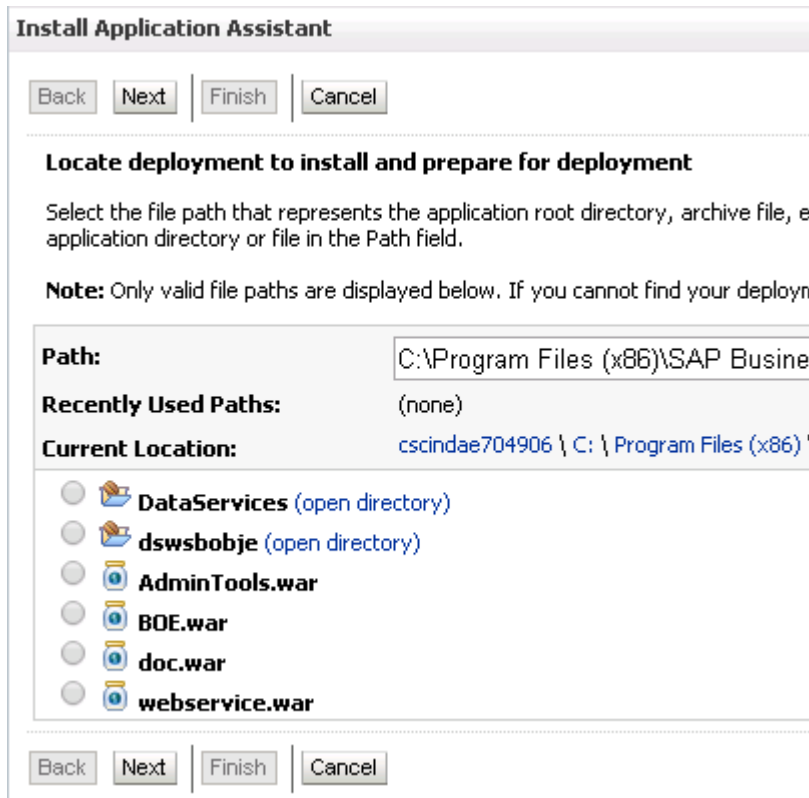 Install Application Assistant
Back Next Finish Cancel
Locate deployment to install and prepare for deployment
Select the file path that represents the application root directory, archive file, e
application directory or file in the Path field.
Note: Only valid file paths are displayed below. If you cannot find your deploym
Path: C:\Program Files (x86)\SAP Busine
Recently Used Paths: (none)
Current Location: cscindae704906 \ C: \ Program Files (x86) \
DataServices (open directory)
dswsbobje (open directory)
AdminTools.war
BOE.war
doc.war
webservice.war
Back Next Finish Cancel